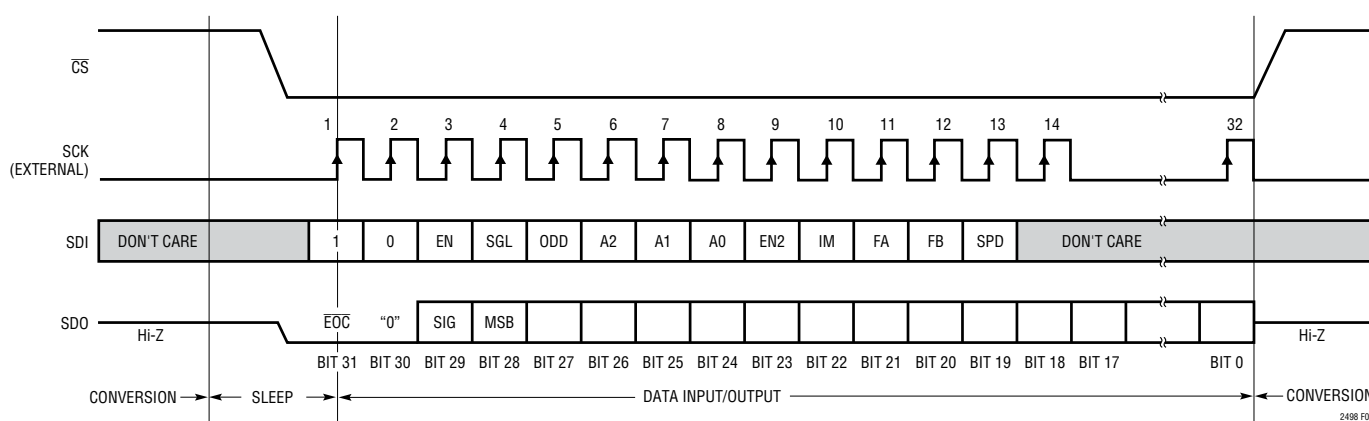 CS
1 2 3 4 5 6 7 8 9 10 11 12 13 14 32
SCK
(EXTERNAL)
SDI DON'T CARE 1 0 EN SGL ODD A2 A1 A0 EN2 IM FA FB SPD DON'T CARE
SDO Hi-Z EOC “0” SIG MSB Hi-Z
BIT 31 BIT 30 BIT 29 BIT 28 BIT 27 BIT 26 BIT 25 BIT 24 BIT 23 BIT 22 BIT 21 BIT 20 BIT 19 BIT 18 BIT 17 BIT 0
CONVERSION SLEEP DATA INPUT/OUTPUT CONVERSION
2498 F0